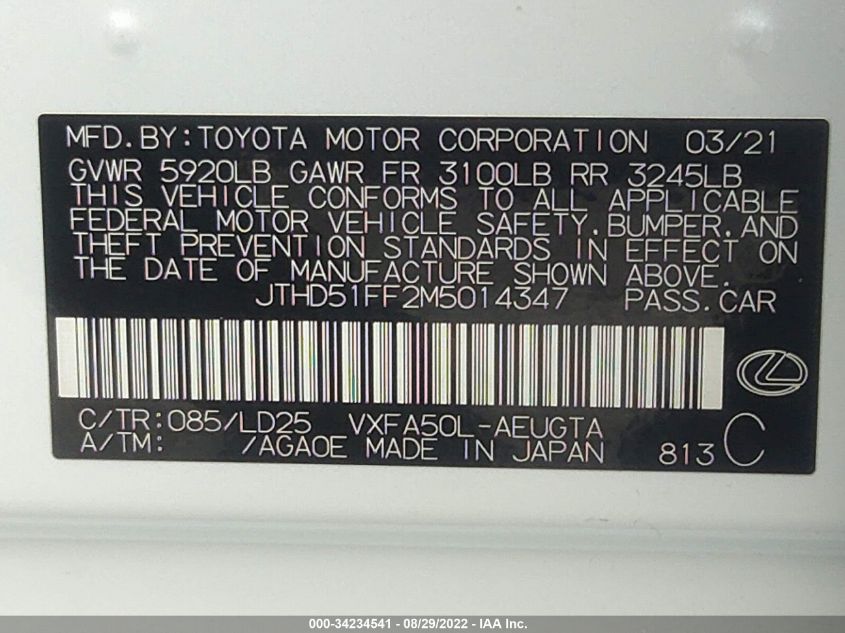 MFD.BY:TOYOTA MOTOR CORPORATION 03/21
GVWR 5920LB GAWR FR 3100LB RR 3245LB
THIS VEHICLE CONFORMS TO ALL APPLICABLE
FEDERAL MOTOR VEHICLE SAFETY,BUMPER,AND
THEFT PREVENTION STANDARDS IN EFFECT ON
THE DATE OF MANUFACTURE SHOWN ABOVE.
JTHD51FF2M5014347 PASS.CAR
C/TR:085/LD25 VXFA50L-AEUGTA
A/TM: /AGAOE MADE IN JAPAN 813 C
000-34234541 - 08/29/2022 - IAA Inc.